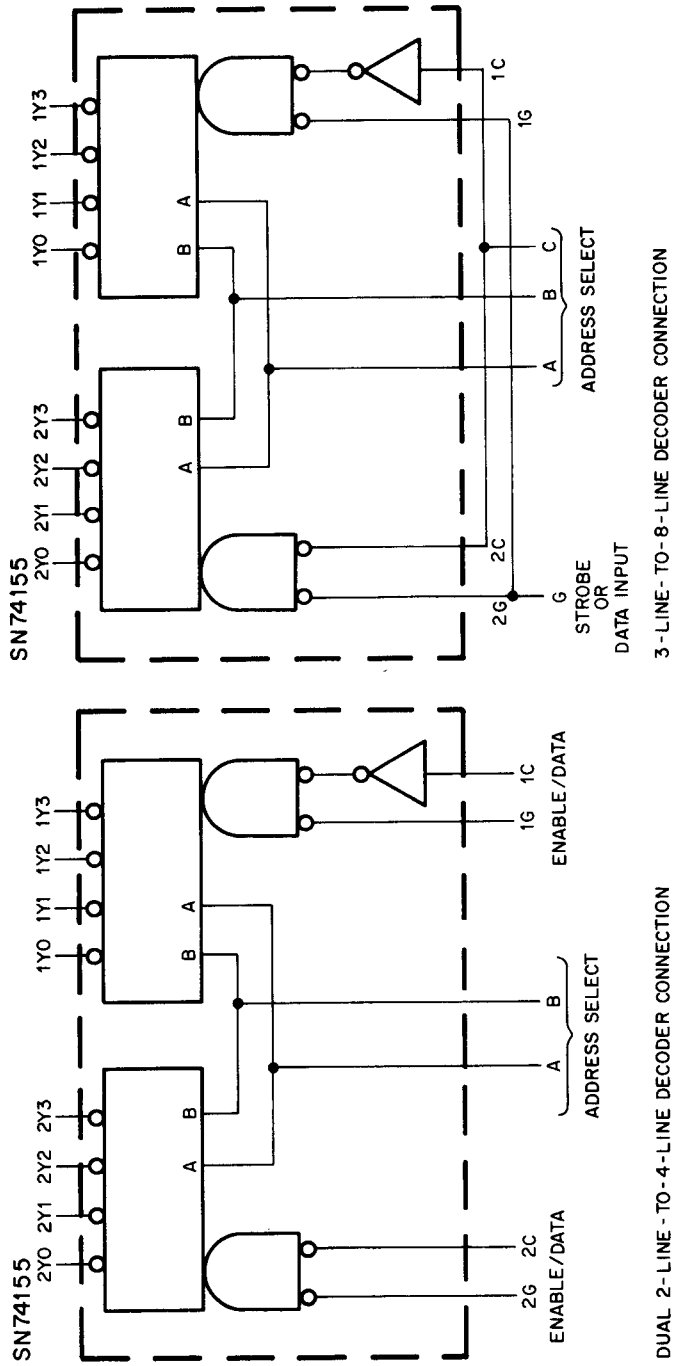 SN74155
2Y0 2Y1 2Y2 2Y3 1Y0 1Y1 1Y2 1Y3
A B B A
2G 2C A B 1G 1C
ENABLE/DATA ADDRESS SELECT ENABLE/DATA
DUAL 2-LINE-TO-4-LINE DECODER CONNECTION
SN74155
2Y0 2Y1 2Y2 2Y3 1Y0 1Y1 1Y2 1Y3
A B B A
2G 2C 1G 1C
G A B C
STROBE
OR
DATA INPUT
ADDRESS SELECT
3-LINE-TO-8-LINE DECODER CONNECTION